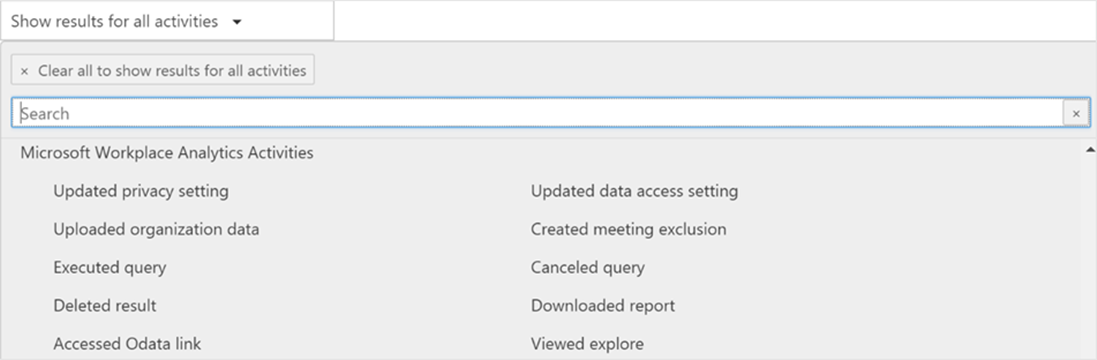 Show results for all activities
× Clear all to show results for all activities
Search ×
Microsoft Workplace Analytics Activities
Updated privacy setting Updated data access setting
Uploaded organization data Created meeting exclusion
Executed query Canceled query
Deleted result Downloaded report
Accessed Odata link Viewed explore